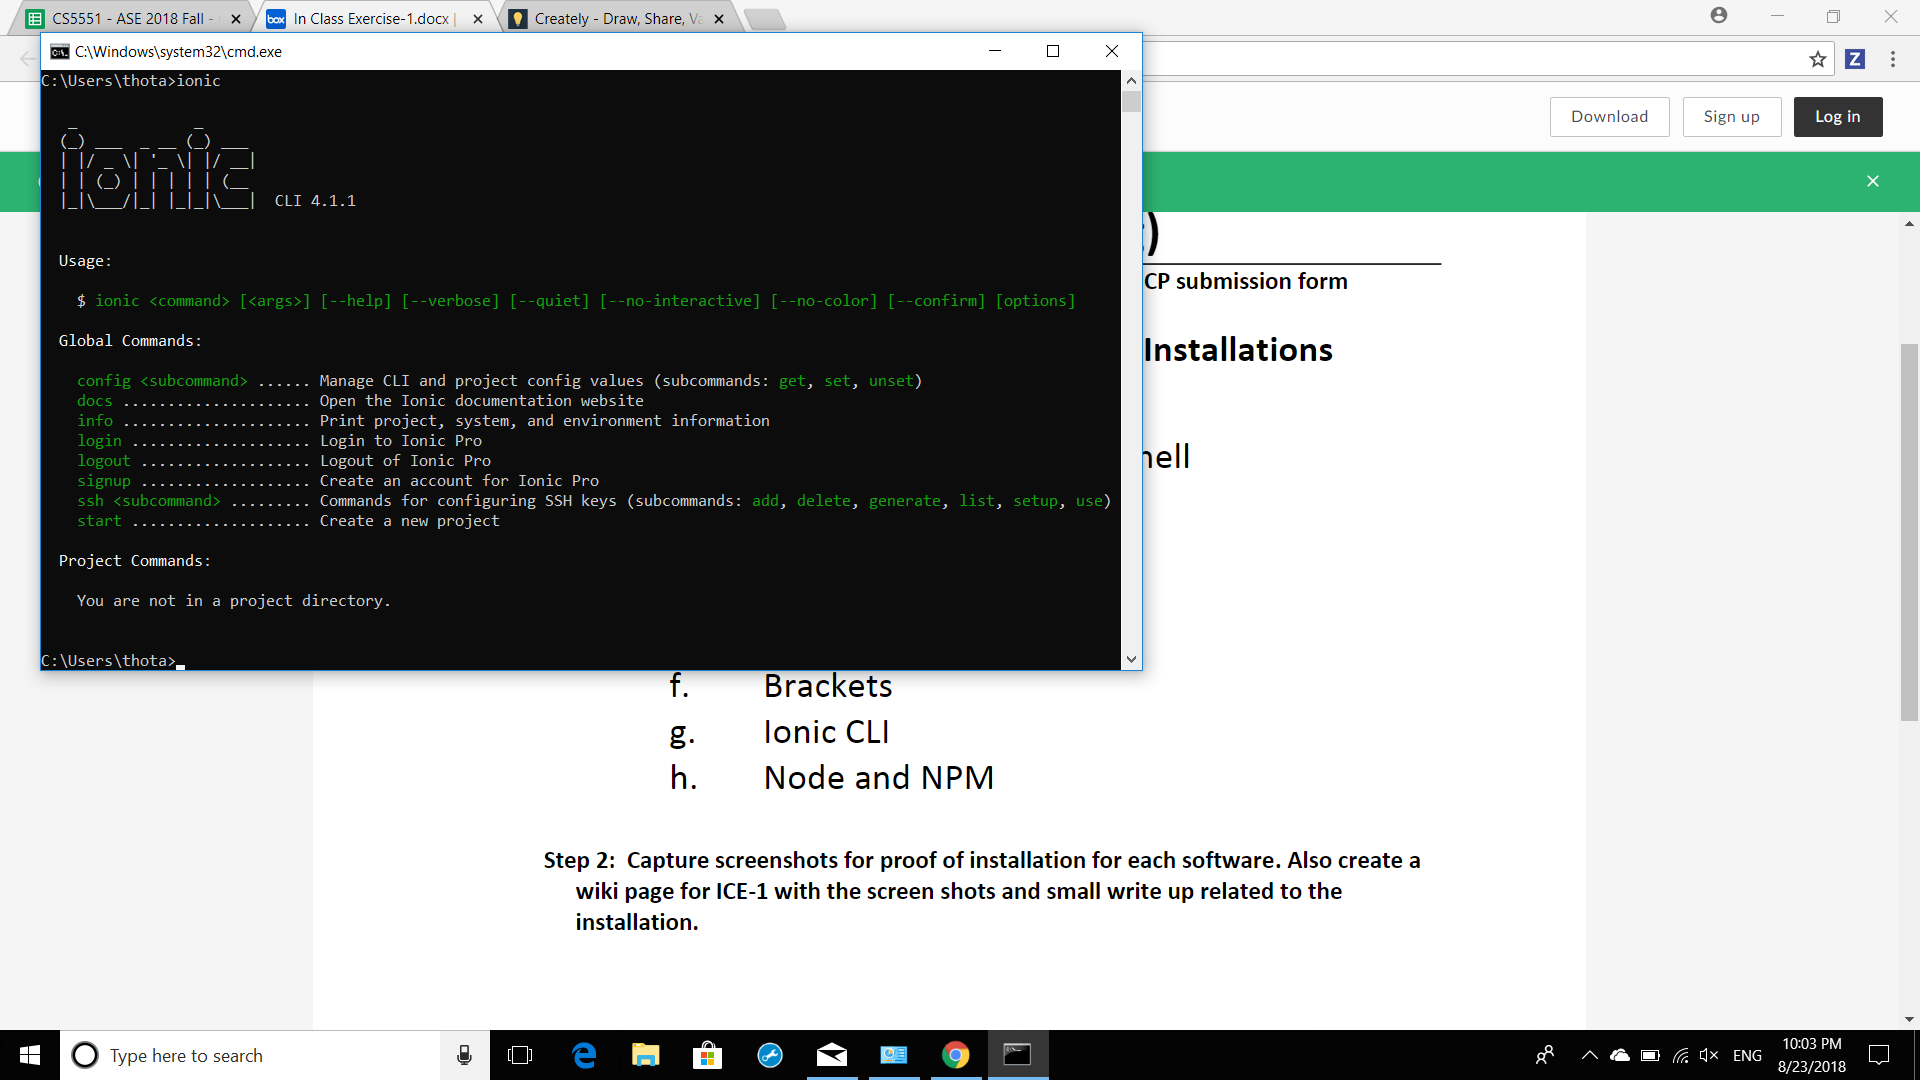 CS5551 - ASE 2018 Fall -
In Class Exercise-1.docx |
Creately - Draw, Share, Va
C:\Windows\system32\cmd.exe
Download
Sign up
Log in
C:\Users\thota>ionic
ionic
CLI 4.1.1
Usage:
$ ionic <command> [<args>] [--help] [--verbose] [--quiet] [--no-interactive] [--no-color] [--confirm] [options]
Global Commands:
config <subcommand> ...... Manage CLI and project config values (subcommands: get, set, unset)
docs ..................... Open the Ionic documentation website
info ..................... Print project, system, and environment information
login .................... Login to Ionic Pro
logout ................... Logout of Ionic Pro
signup ................... Create an account for Ionic Pro
ssh <subcommand> ......... Commands for configuring SSH keys (subcommands: add, delete, generate, list, setup, use)
start .................... Create a new project
Project Commands:
You are not in a project directory.
C:\Users\thota>
)
CP submission form
Installations
hell
f. Brackets
g. Ionic CLI
h. Node and NPM
Step 2: Capture screenshots for proof of installation for each software. Also create a
wiki page for ICE-1 with the screen shots and small write up related to the
installation.
Type here to search
ENG
10:03 PM
8/23/2018